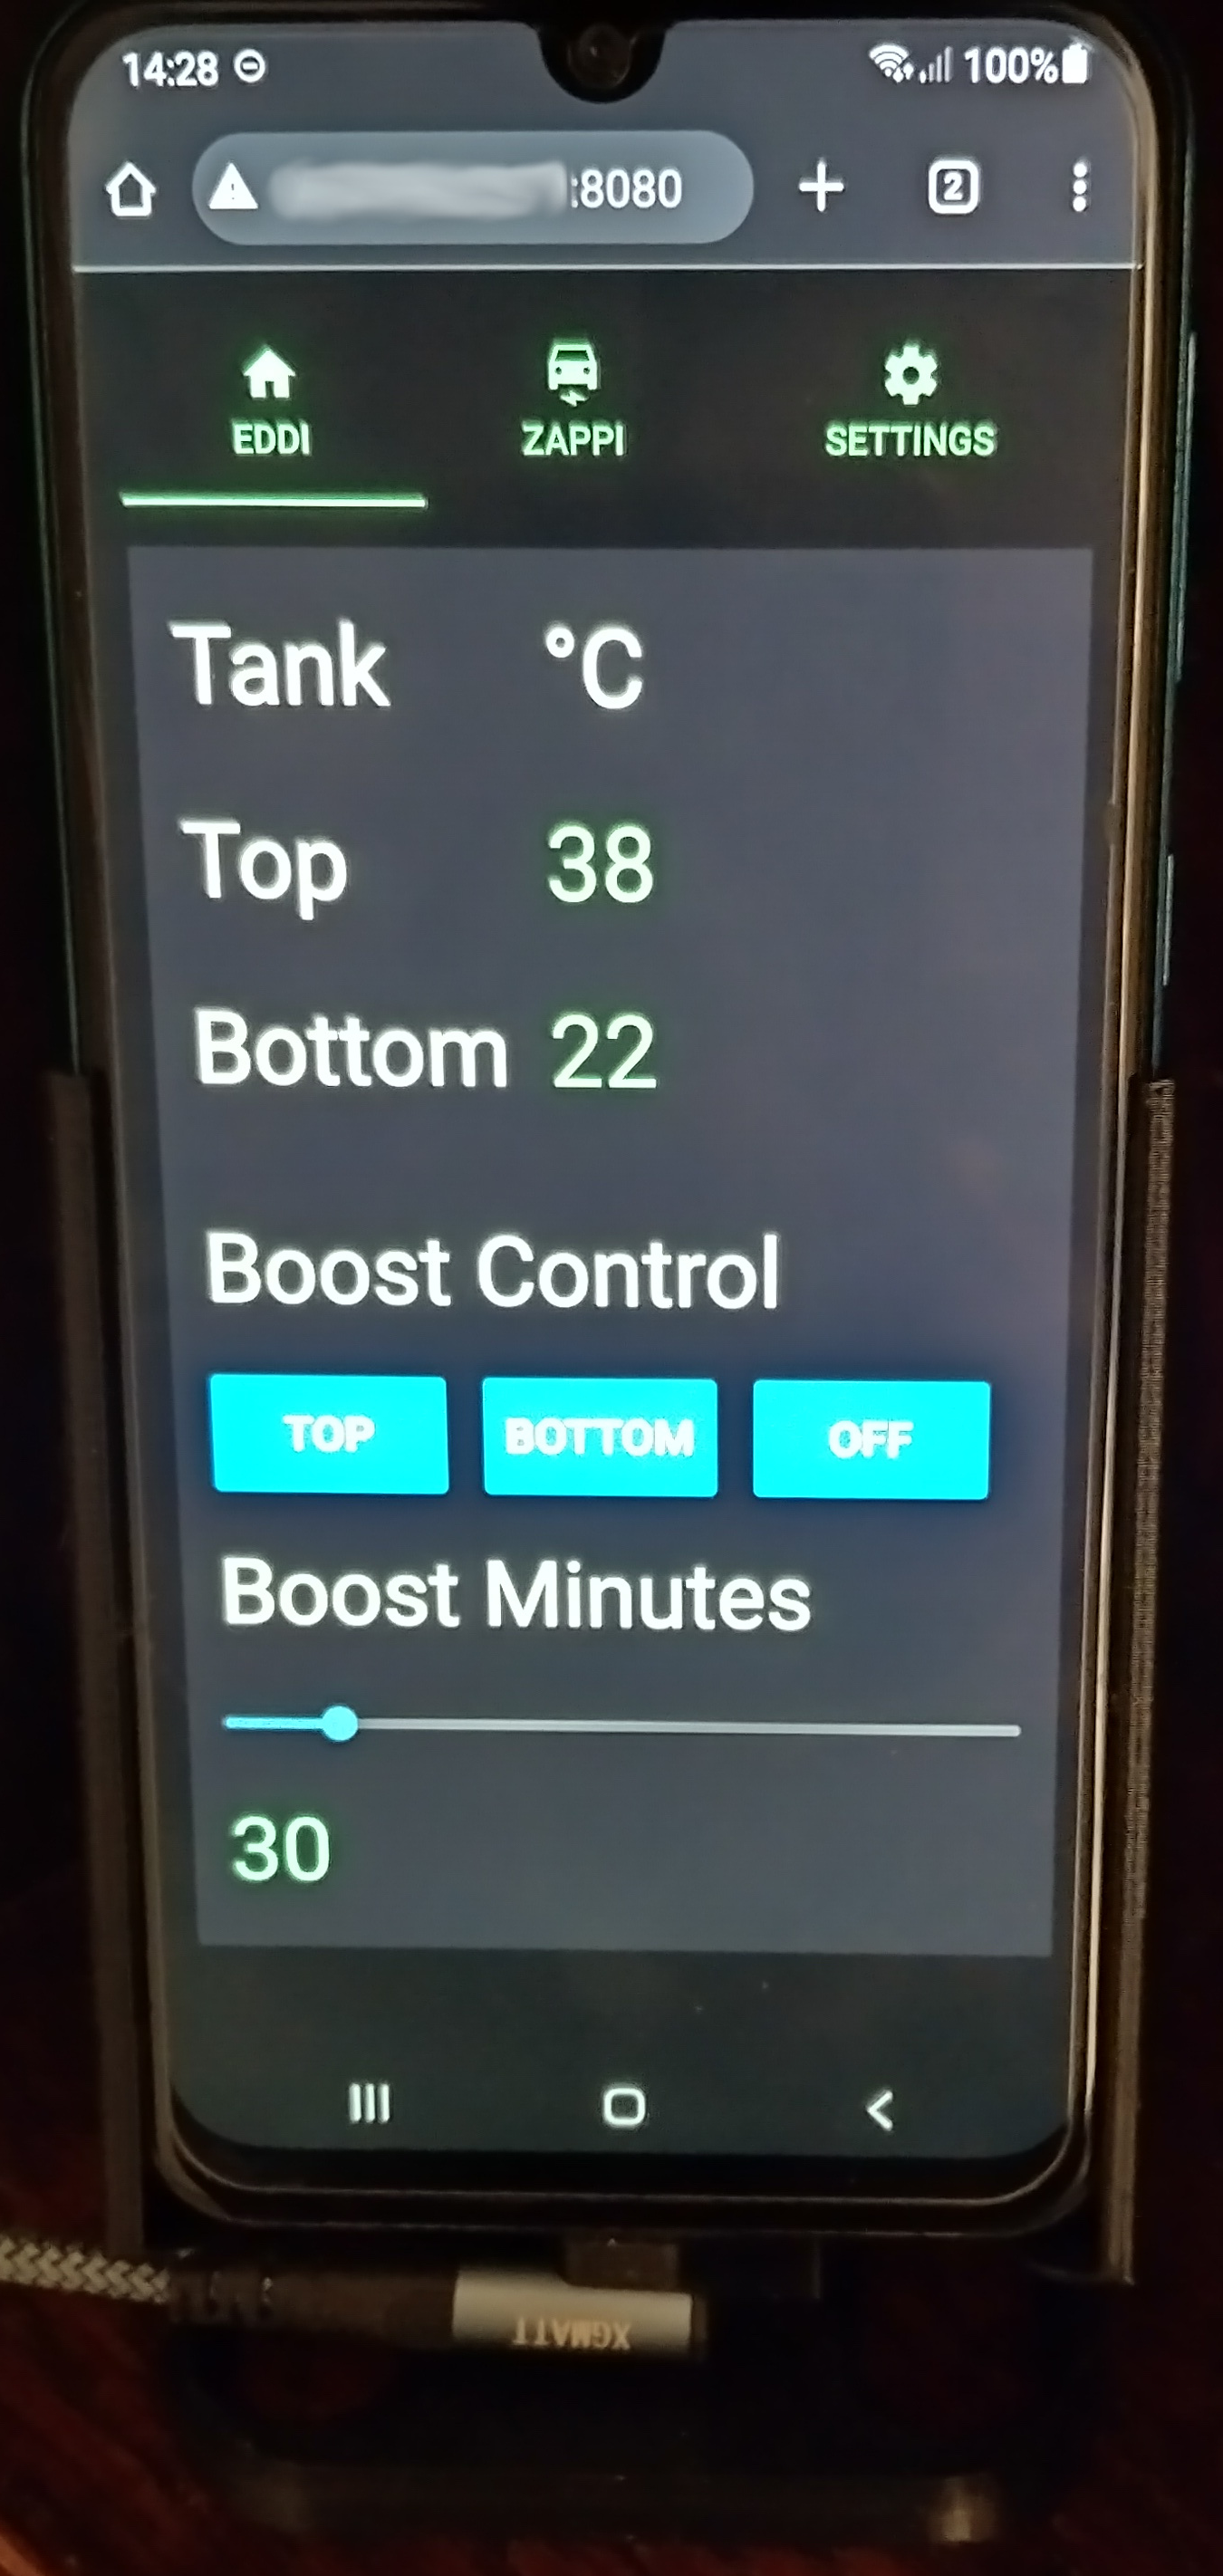 14:28 100%
:8080 2
EDDI ZAPPI SETTINGS
Tank °C
Top 38
Bottom 22
Boost Control
TOP BOTTOM OFF
Boost Minutes
30
XGMATT